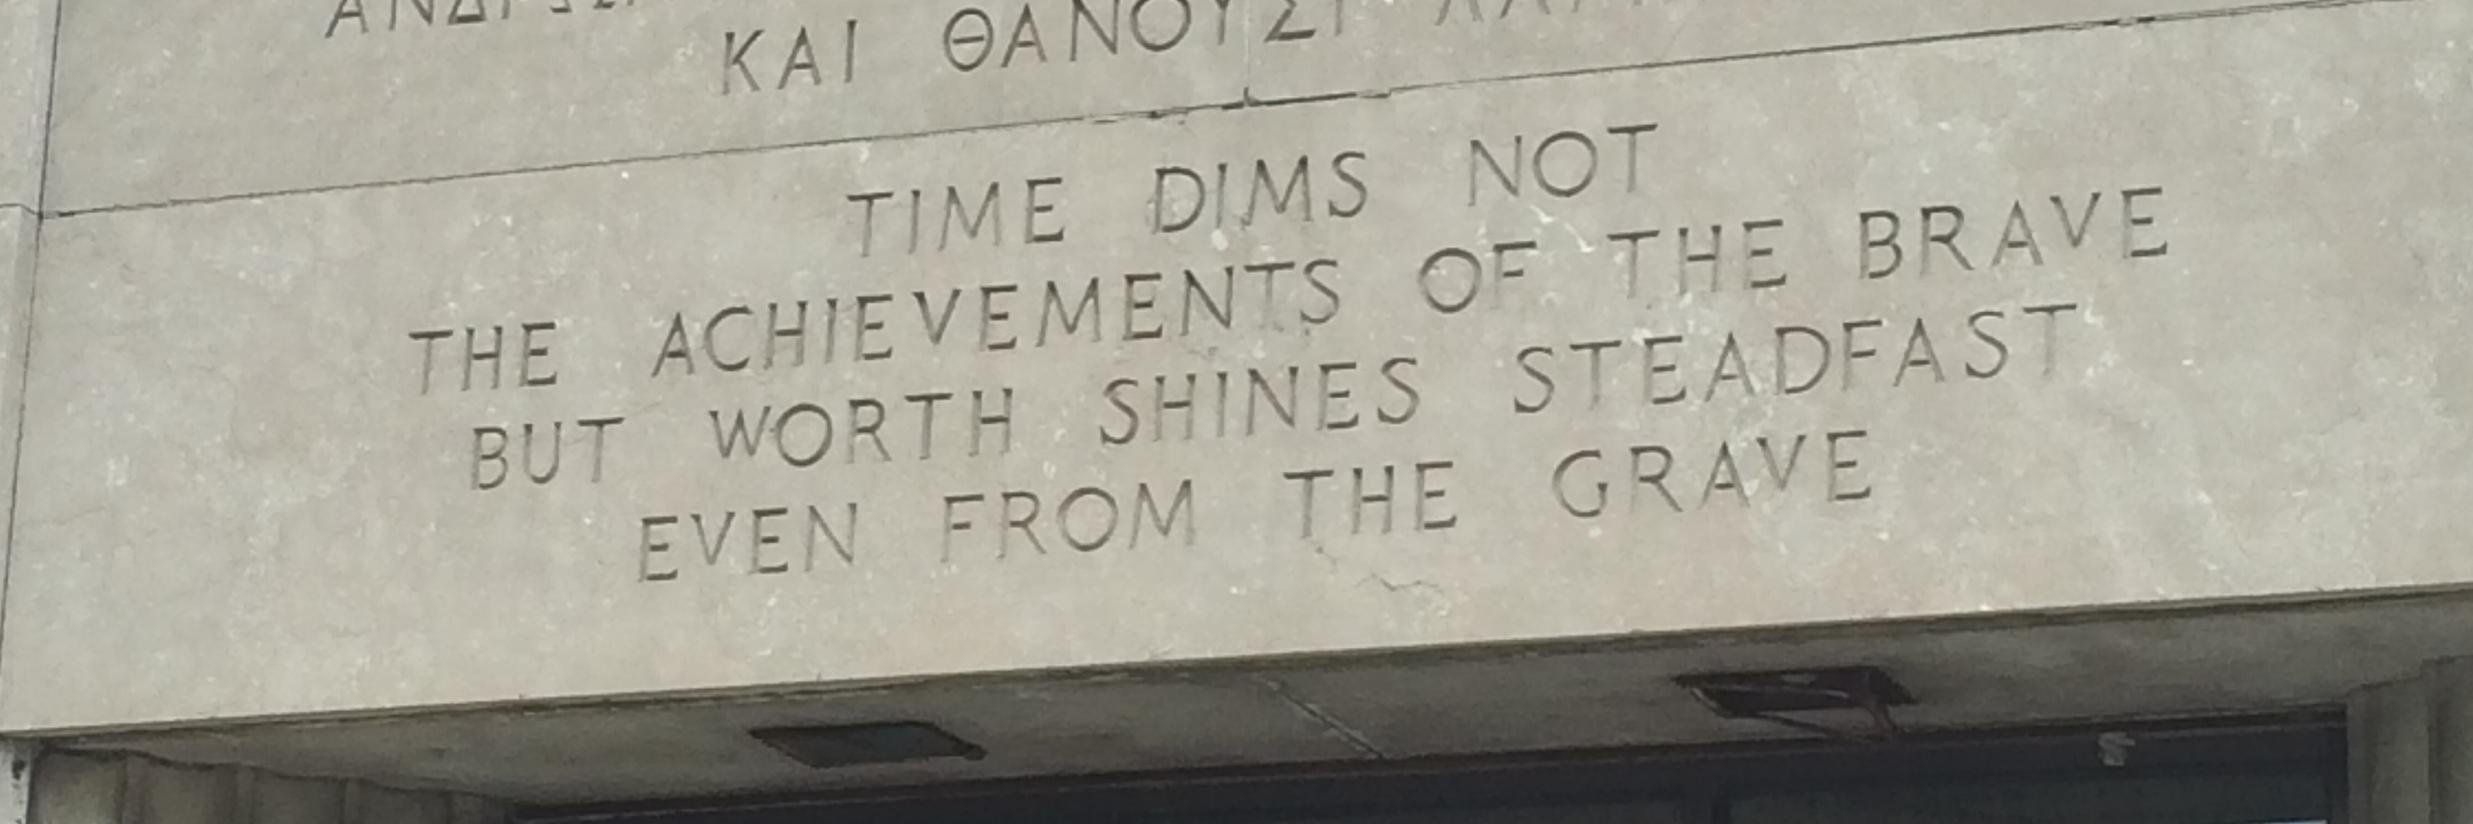 ΚΑΙ ΘΑΝΟΥΣΙ
TIME DIMS NOT
THE ACHIEVEMENTS OF THE BRAVE
BUT WORTH SHINES STEADFAST
EVEN FROM THE GRAVE